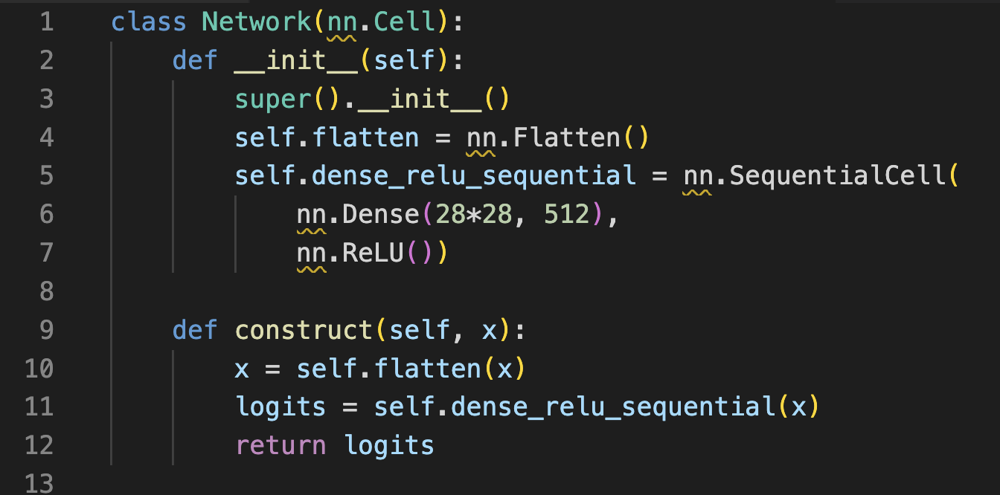 1 class Network(nn.Cell):
2     def __init__(self):
3         super().__init__()
4         self.flatten = nn.Flatten()
5         self.dense_relu_sequential = nn.SequentialCell(
6             nn.Dense(28*28, 512),
7             nn.ReLU())
8
9     def construct(self, x):
10         x = self.flatten(x)
11         logits = self.dense_relu_sequential(x)
12         return logits
13